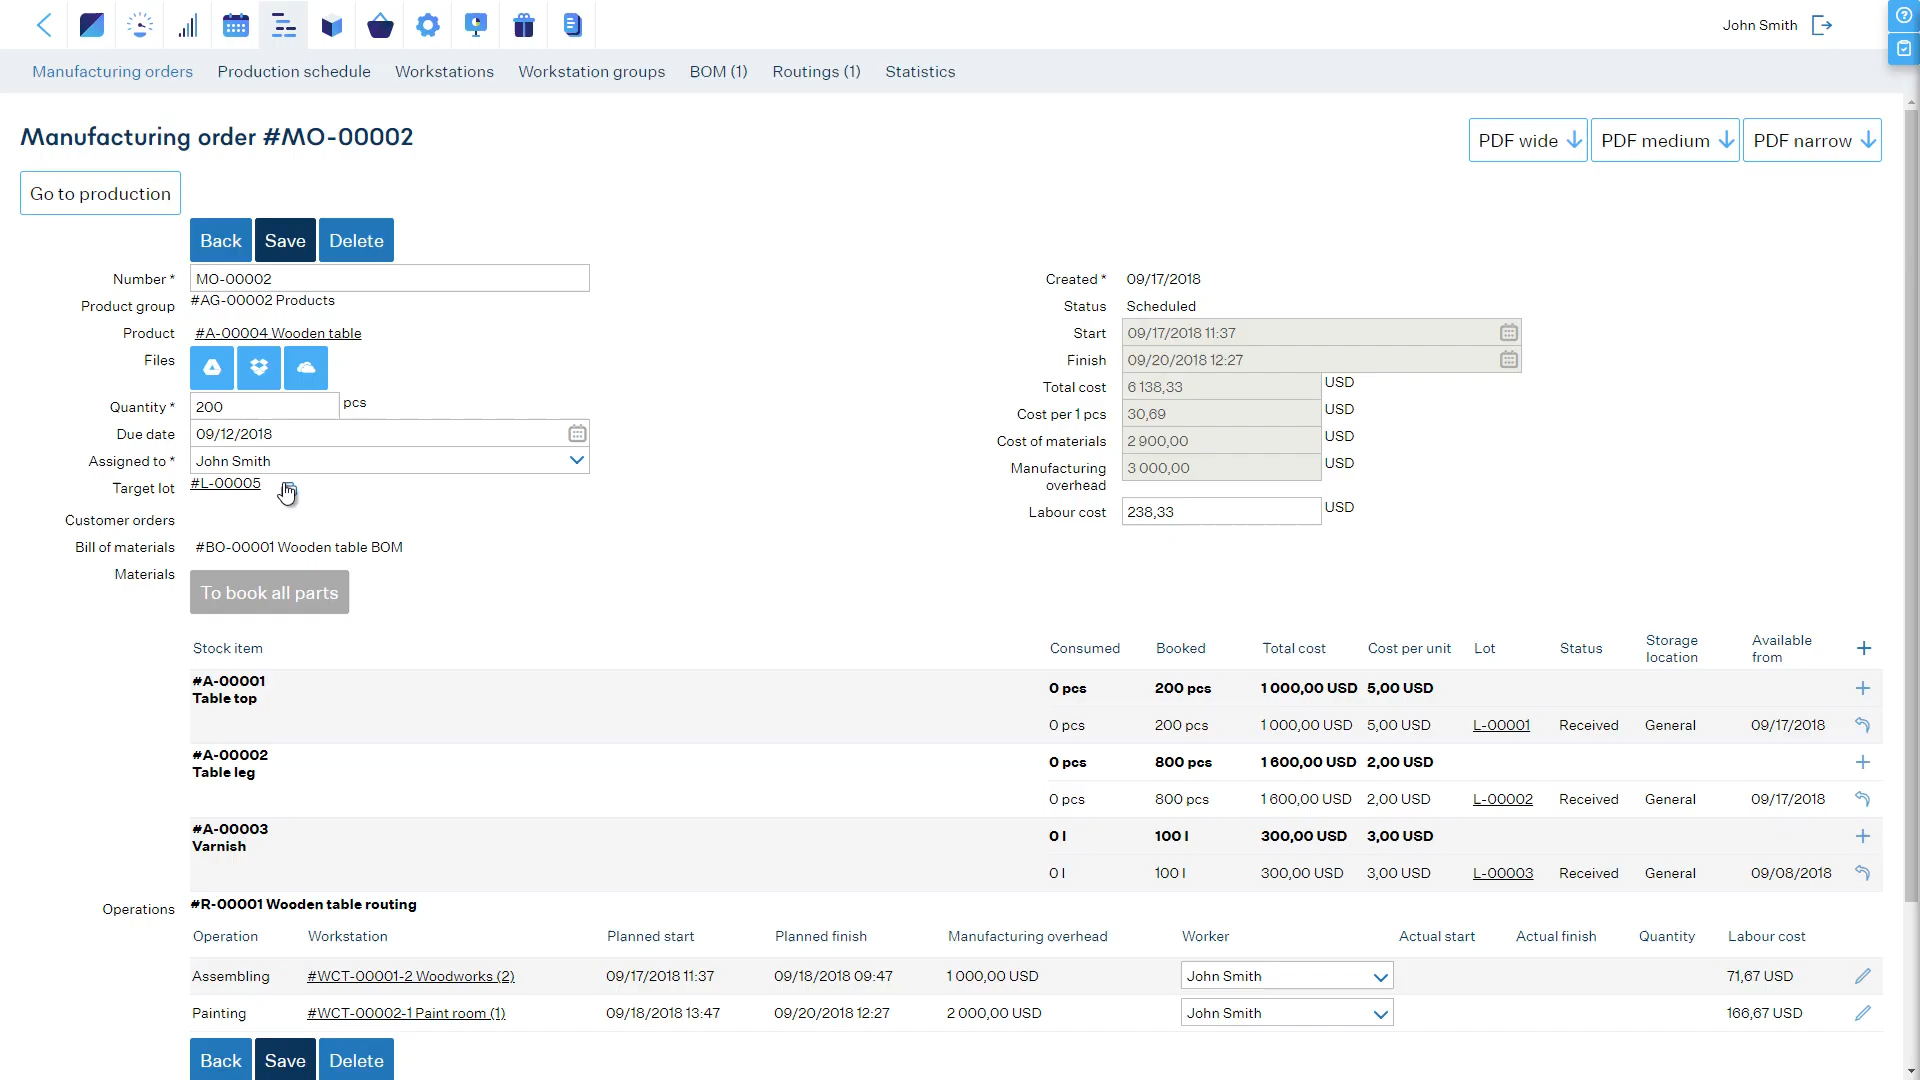 John Smith
Manufacturing orders Production schedule Workstations Workstation groups BOM (1) Routings (1) Statistics
Manufacturing order #MO-00002
PDF wide PDF medium PDF narrow
Go to production
Back Save Delete
Number * MO-00002
Created * 09/17/2018
Product group #AG-00002 Products
Status Scheduled
Product #A-00004 Wooden table
Start 09/17/2018 11:37
Files
Finish 09/20/2018 12:27
Total cost 6 138,33 USD
Quantity * 200 pcs
Cost per 1 pcs 30,69 USD
Due date 09/12/2018
Cost of materials 2 900,00 USD
Assigned to * John Smith
Manufacturing overhead 3 000,00 USD
Target lot #L-00005
Labour cost 238,33 USD
Customer orders
Bill of materials #BO-00001 Wooden table BOM
Materials To book all parts
Stock item Consumed Booked Total cost Cost per unit Lot Status Storage location Available from
#A-00001
Table top
0 pcs 200 pcs 1 000,00 USD 5,00 USD
0 pcs 200 pcs 1 000,00 USD 5,00 USD L-00001 Received General 09/17/2018
#A-00002
Table leg
0 pcs 800 pcs 1 600,00 USD 2,00 USD
0 pcs 800 pcs 1 600,00 USD 2,00 USD L-00002 Received General 09/17/2018
#A-00003
Varnish
0 l 100 l 300,00 USD 3,00 USD
0 l 100 l 300,00 USD 3,00 USD L-00003 Received General 09/08/2018
Operations #R-00001 Wooden table routing
Operation Workstation Planned start Planned finish Manufacturing overhead Worker Actual start Actual finish Quantity Labour cost
Assembling #WCT-00001-2 Woodworks (2) 09/17/2018 11:37 09/18/2018 09:47 1 000,00 USD John Smith 71,67 USD
Painting #WCT-00002-1 Paint room (1) 09/18/2018 13:47 09/20/2018 12:27 2 000,00 USD John Smith 166,67 USD
Back Save Delete